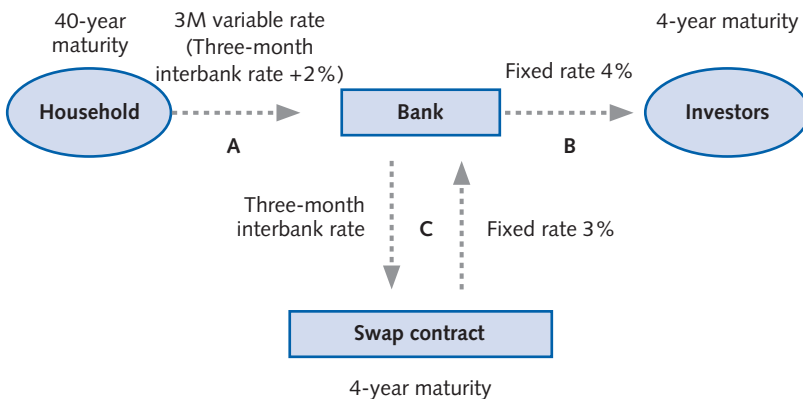 40-year
maturity
3M variable rate
(Three-month
interbank rate +2%)
4-year maturity
Fixed rate 4%
Household
Bank
Investors
A
B
Three-month
interbank rate
C
Fixed rate 3%
Swap contract
4-year maturity